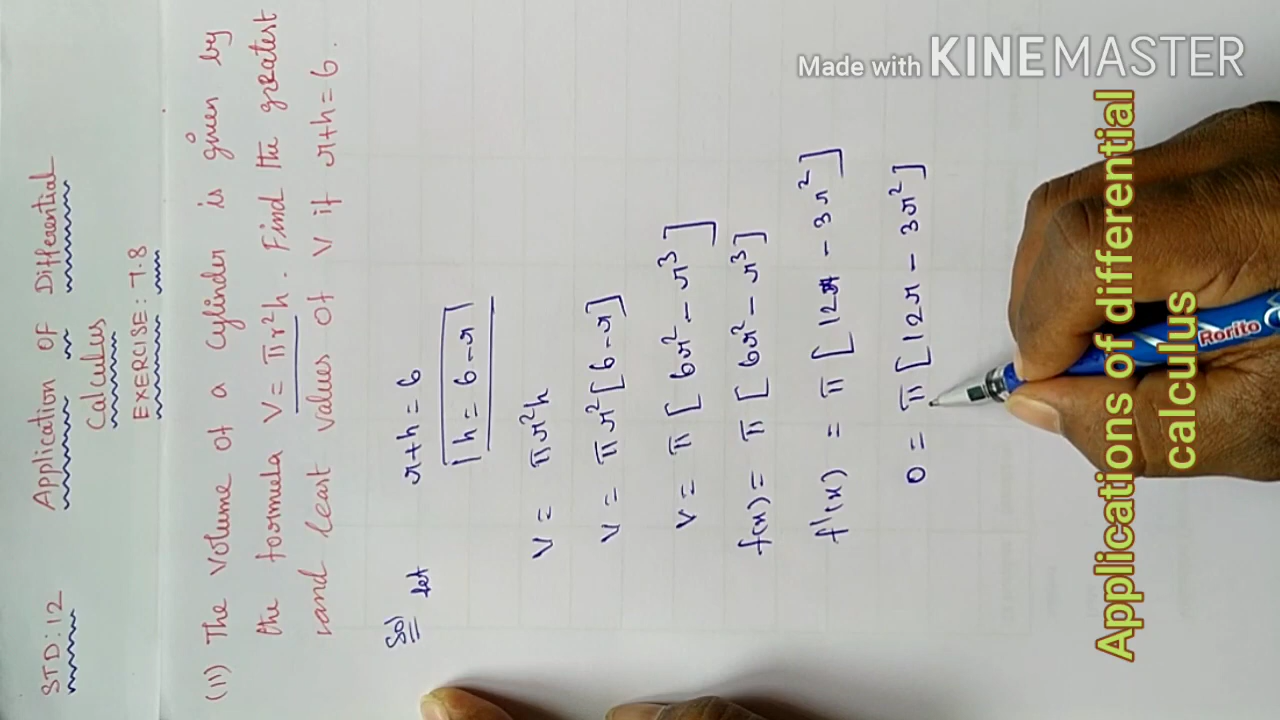 STD: 12 Application of Differential
Calculus
EXERCISE: 7.8
(11) The volume of a cylinder is given by
the formula V = πr²h. Find the greatest
and least values of V if r+h=6.
Sol
let r+h = 6
h = 6-r
V = πr²h
V = πr²[6-r]
V = π[6r²-r³]
f(x) = π[6r²-r³]
f'(x) = π[12r-3r²]
0 = π[12r-3r²]
Made with KINEMASTER
Applications of differential
calculus
Rorito